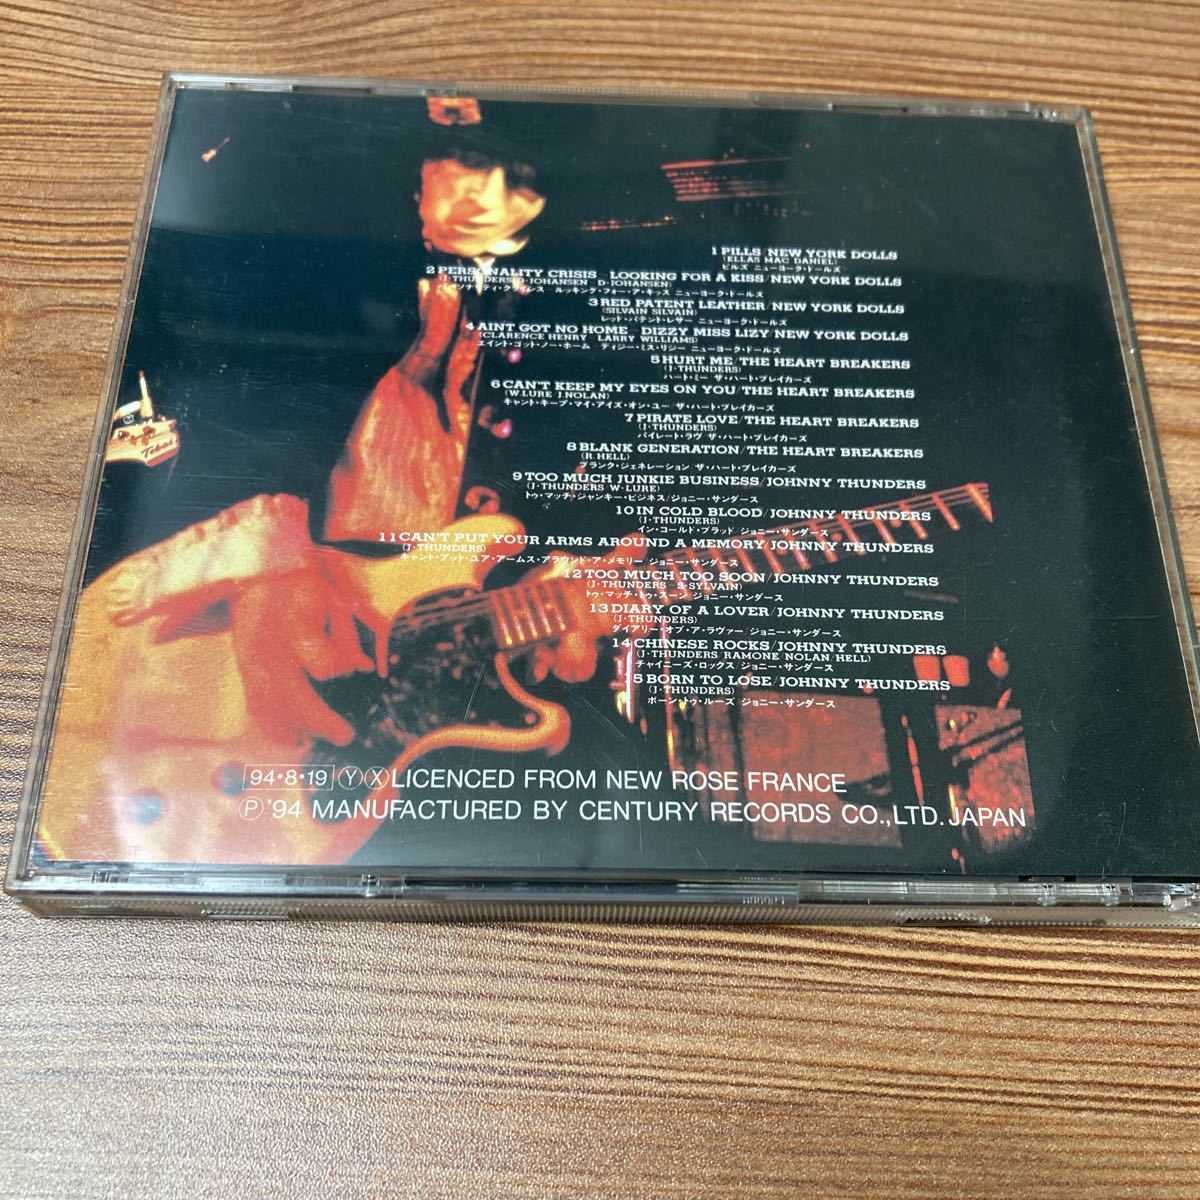 1 PILLS/NEW YORK DOLLS
(ELLAS MAC DANIEL)
ピルズ ニューヨーク・ドールズ
2 PERSONALITY CRISIS _ LOOKING FOR A KISS/NEW YORK DOLLS
(J・THUNDERS D・JOHANSEN D・JOHANSEN)
パーソナリティ・クライシス ルッキング・フォー・ア・キッス ニューヨーク・ドールズ
3 RED PATENT LEATHER/NEW YORK DOLLS
(SILVAIN SILVAIN)
レッド・パテント・レザー ニューヨーク・ドールズ
4 AINT GOT NO HOME _ DIZZY MISS LIZY/NEW YORK DOLLS
(CLARENCE HENRY LARRY WILLIAMS)
エイント・ゴット・ノー・ホーム ディジー・ミス・リジー ニューヨーク・ドールズ
5 HURT ME/THE HEART BREAKERS
(J・THUNDERS)
ハート・ミー ザ・ハート・ブレイカーズ
6 CAN'T KEEP MY EYES ON YOU/THE HEART BREAKERS
(W.LURE J.NOLAN)
キャント・キープ・マイ・アイズ・オン・ユー ザ・ハート・ブレイカーズ
7 PIRATE LOVE/THE HEART BREAKERS
(J・THUNDERS)
パイレート・ラヴ ザ・ハート・ブレイカーズ
8 BLANK GENERATION/THE HEART BREAKERS
(R.HELL)
ブランク・ジェネレーション ザ・ハート・ブレイカーズ
9 TOO MUCH JUNKIE BUSINESS/JOHNNY THUNDERS
(J・THUNDERS W・LURE)
トゥ・マッチ・ジャンキー・ビジネス/ジョニー・サンダース
10 IN COLD BLOOD/JOHNNY THUNDERS
(J・THUNDERS)
イン・コールド・ブラッド/ジョニー・サンダース
11 CAN'T PUT YOUR ARMS AROUND A MEMORY/JOHNNY THUNDERS
(J・THUNDERS)
キャント・プット・ユア・アームス・アラウンド・ア・メモリー/ジョニー・サンダース
12 TOO MUCH TOO SOON/JOHNNY THUNDERS
(J・THUNDERS S・SYLVAIN)
トゥ・マッチ・トゥ・スーン ジョニー・サンダース
13 DIARY OF A LOVER/JOHNNY THUNDERS
(J・THUNDERS)
ダイアリー・オブ・ア・ラヴァー/ジョニー・サンダース
14 CHINESE ROCKS/JOHNNY THUNDERS
(J・THUNDERS RAMONE/NOLAN/HELL)
チャイニーズ・ロックス ジョニー・サンダース
15 BORN TO LOSE/JOHNNY THUNDERS
(J・THUNDERS)
ボーン・トゥ・ルーズ ジョニー・サンダース
94・8・19 Ⓨ Ⓧ LICENCED FROM NEW ROSE FRANCE
Ⓟ '94 MANUFACTURED BY CENTURY RECORDS CO.,LTD. JAPAN